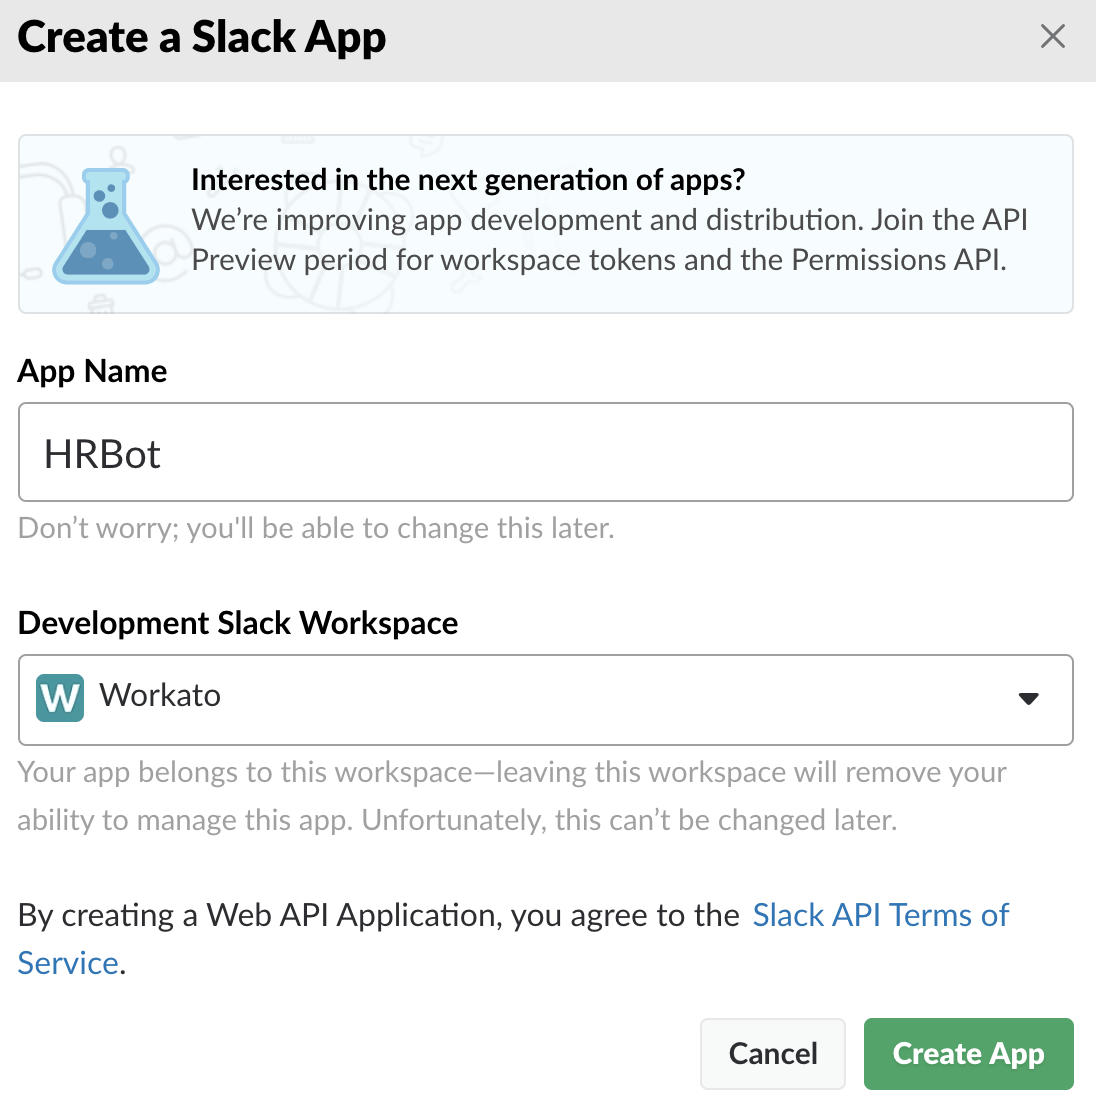 Create a Slack App
Interested in the next generation of apps?
We’re improving app development and distribution. Join the API
Preview period for workspace tokens and the Permissions API.
App Name
HRBot
Don’t worry; you'll be able to change this later.
Development Slack Workspace
W Workato
Your app belongs to this workspace—leaving this workspace will remove your
ability to manage this app. Unfortunately, this can’t be changed later.
By creating a Web API Application, you agree to the Slack API Terms of
Service.
Cancel Create App